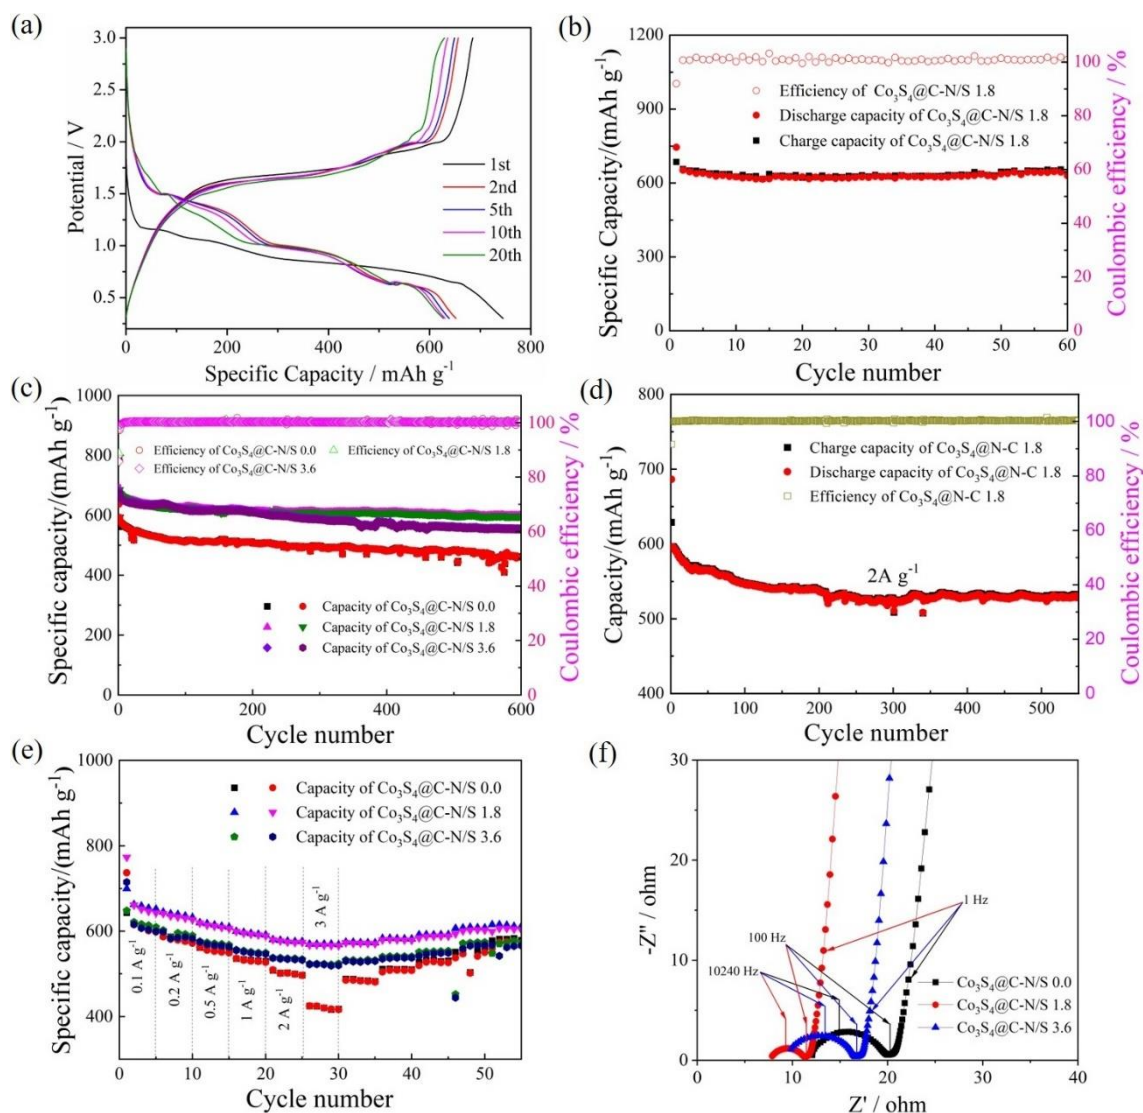 (a)
3.0
2.5
2.0
1.5
1.0
0.5
Potential / V
1st
2nd
5th
10th
20th
0 200 400 600 800
Specific Capacity / mAh g⁻¹
(b)
1200
900
600
300
0
Specific Capacity/(mAh g⁻¹)
Efficiency of Co₃S₄@C-N/S 1.8
Discharge capacity of Co₃S₄@C-N/S 1.8
Charge capacity of Co₃S₄@C-N/S 1.8
100
80
60
40
20
0
Coulombic efficiency / %
0 10 20 30 40 50 60
Cycle number
(c)
1000
900
800
700
600
500
400
300
200
100
0
Specific capacity/(mAh g⁻¹)
Efficiency of Co₃S₄@C-N/S 0.0
Efficiency of Co₃S₄@C-N/S 1.8
Efficiency of Co₃S₄@C-N/S 3.6
Capacity of Co₃S₄@C-N/S 0.0
Capacity of Co₃S₄@C-N/S 1.8
Capacity of Co₃S₄@C-N/S 3.6
100
80
60
40
20
0
Coulombic efficiency / %
0 200 400 600
Cycle number
(d)
800
700
600
500
400
Capacity/(mAh g⁻¹)
Charge capacity of Co₃S₄@N-C 1.8
Discharge capacity of Co₃S₄@N-C 1.8
Efficiency of Co₃S₄@N-C 1.8
2A g⁻¹
100
80
60
40
20
0
Coulombic efficiency / %
0 100 200 300 400 500
Cycle number
(e)
1000
800
600
400
Specific capacity/(mAh g⁻¹)
Capacity of Co₃S₄@C-N/S 0.0
Capacity of Co₃S₄@C-N/S 1.8
Capacity of Co₃S₄@C-N/S 3.6
0.1 A g⁻¹
0.2 A g⁻¹
0.5 A g⁻¹
1 A g⁻¹
2 A g⁻¹
3 A g⁻¹
0 10 20 30 40 50
Cycle number
(f)
30
20
10
0
-Z'' / ohm
1 Hz
100 Hz
10240 Hz
Co₃S₄@C-N/S 0.0
Co₃S₄@C-N/S 1.8
Co₃S₄@C-N/S 3.6
0 10 20 30 40
Z' / ohm